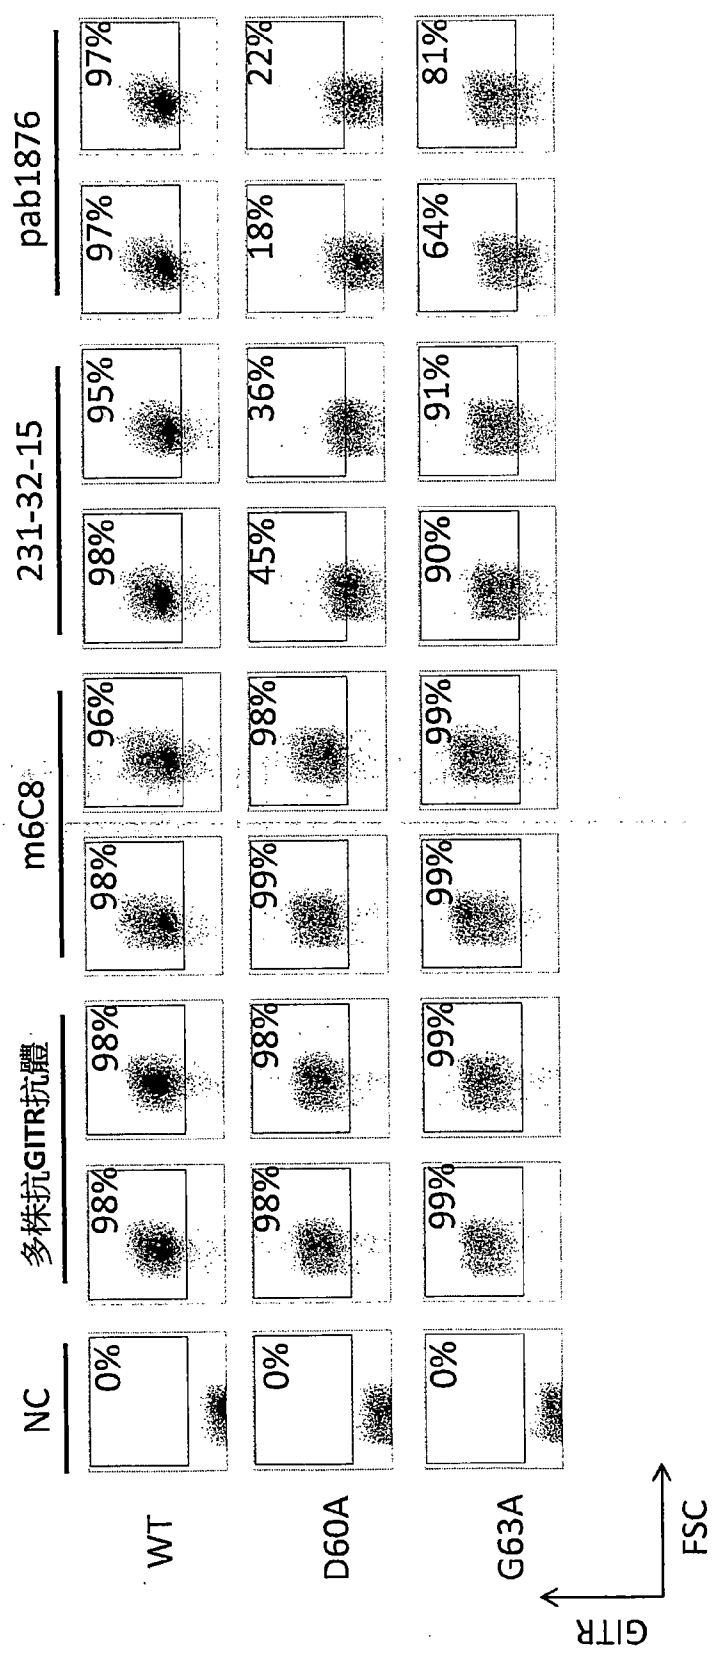 NC 多株抗GITR抗體 m6C8 231-32-15 pab1876
WT 0% 98% 98% 98% 96% 98% 95% 97% 97%
D60A 0% 98% 98% 99% 98% 45% 36% 18% 22%
G63A 0% 99% 99% 99% 99% 90% 91% 64% 81%
GITR
FSC